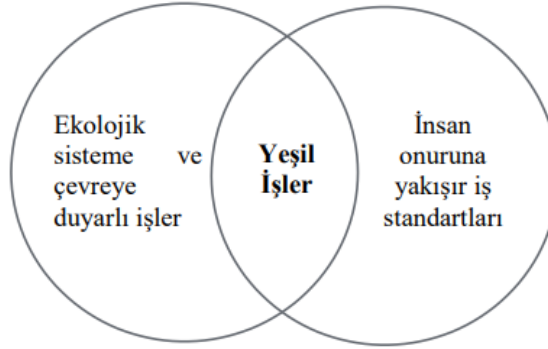 Ekolojik
sisteme ve
çevreye
duyarlı işler
Yeşil
İşler
İnsan
onuruna
yakışır iş
standartları